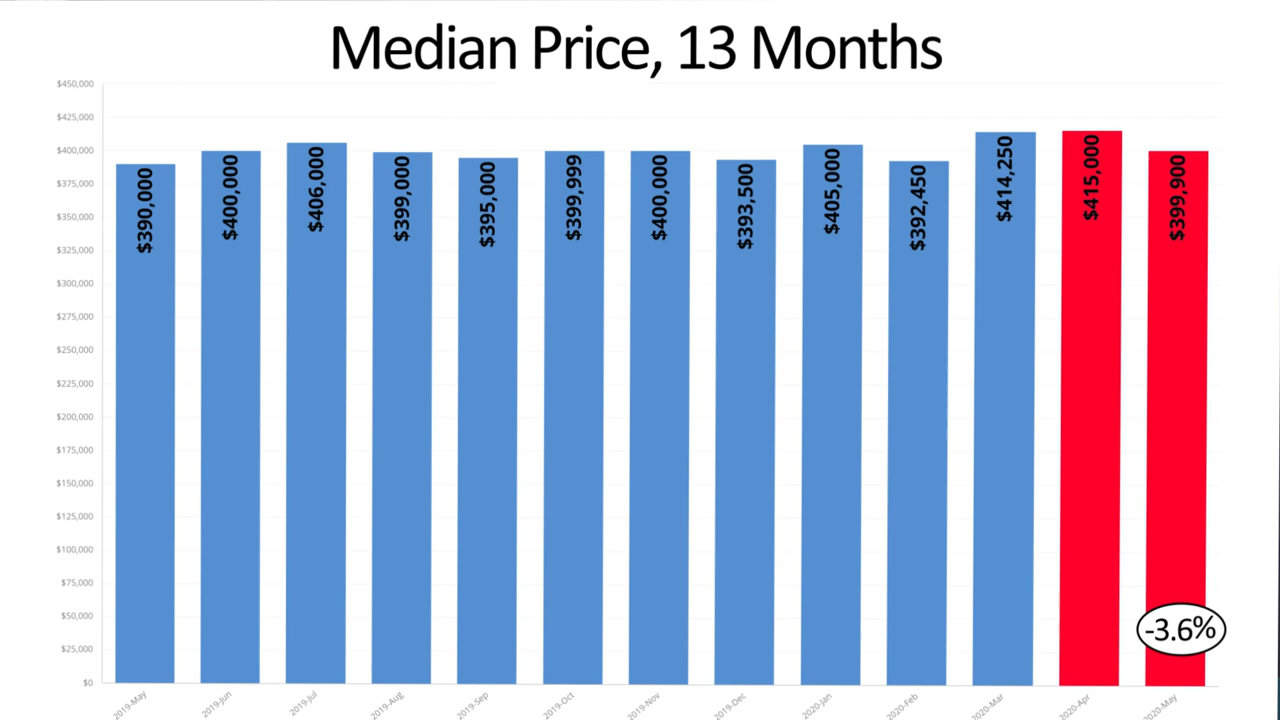 Median Price, 13 Months
$450,000
$425,000
$400,000
$375,000
$350,000
$325,000
$300,000
$275,000
$250,000
$225,000
$200,000
$175,000
$150,000
$125,000
$100,000
$75,000
$50,000
$25,000
$0
$390,000
$400,000
$406,000
$399,000
$395,000
$399,999
$400,000
$393,500
$405,000
$392,450
$414,250
$415,000
$399,900
-3.6%
2019-May
2019-Jun
2019-Jul
2019-Aug
2019-Sep
2019-Oct
2019-Nov
2019-Dec
2020-Jan
2020-Feb
2020-Mar
2020-Apr
2020-May